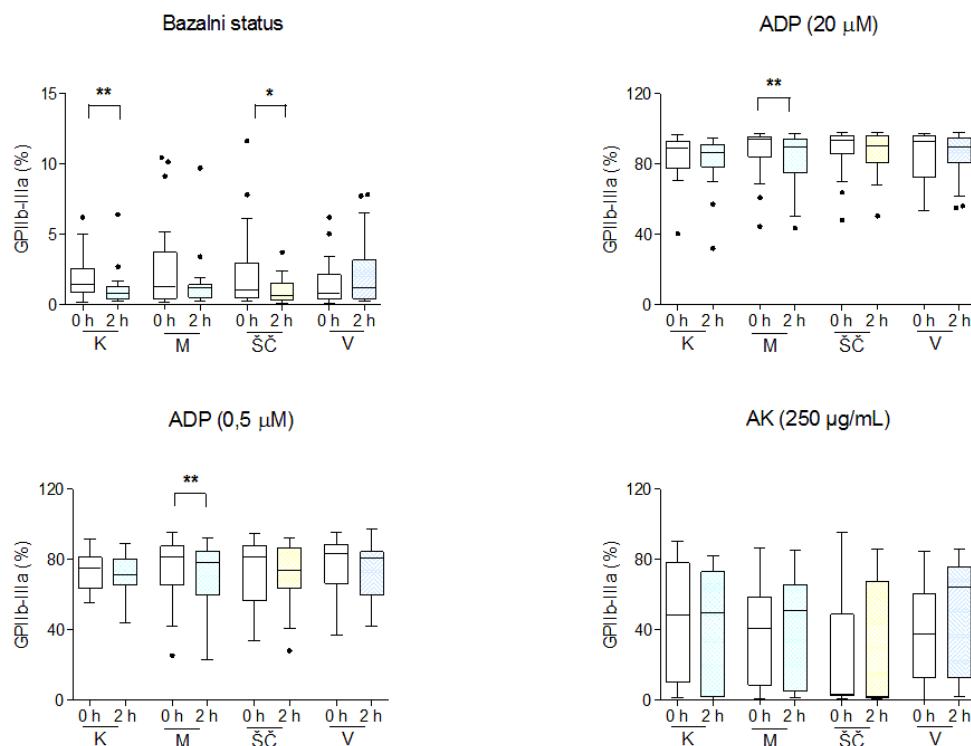 Bazalni status
**
*
15
10
5
0
GPIIb-IIIa (%)
0 h 2 h 0 h 2 h 0 h 2 h 0 h 2 h
K M ŠČ V
ADP (20 µM)
**
120
80
40
0
GPIIb-IIIa (%)
0 h 2 h 0 h 2 h 0 h 2 h 0 h 2 h
K M ŠČ V
ADP (0,5 µM)
**
120
80
40
0
GPIIb-IIIa (%)
0 h 2 h 0 h 2 h 0 h 2 h 0 h 2 h
K M ŠČ V
AK (250 µg/mL)
120
80
40
0
GPIIb-IIIa (%)
0 h 2 h 0 h 2 h 0 h 2 h 0 h 2 h
K M ŠČ V